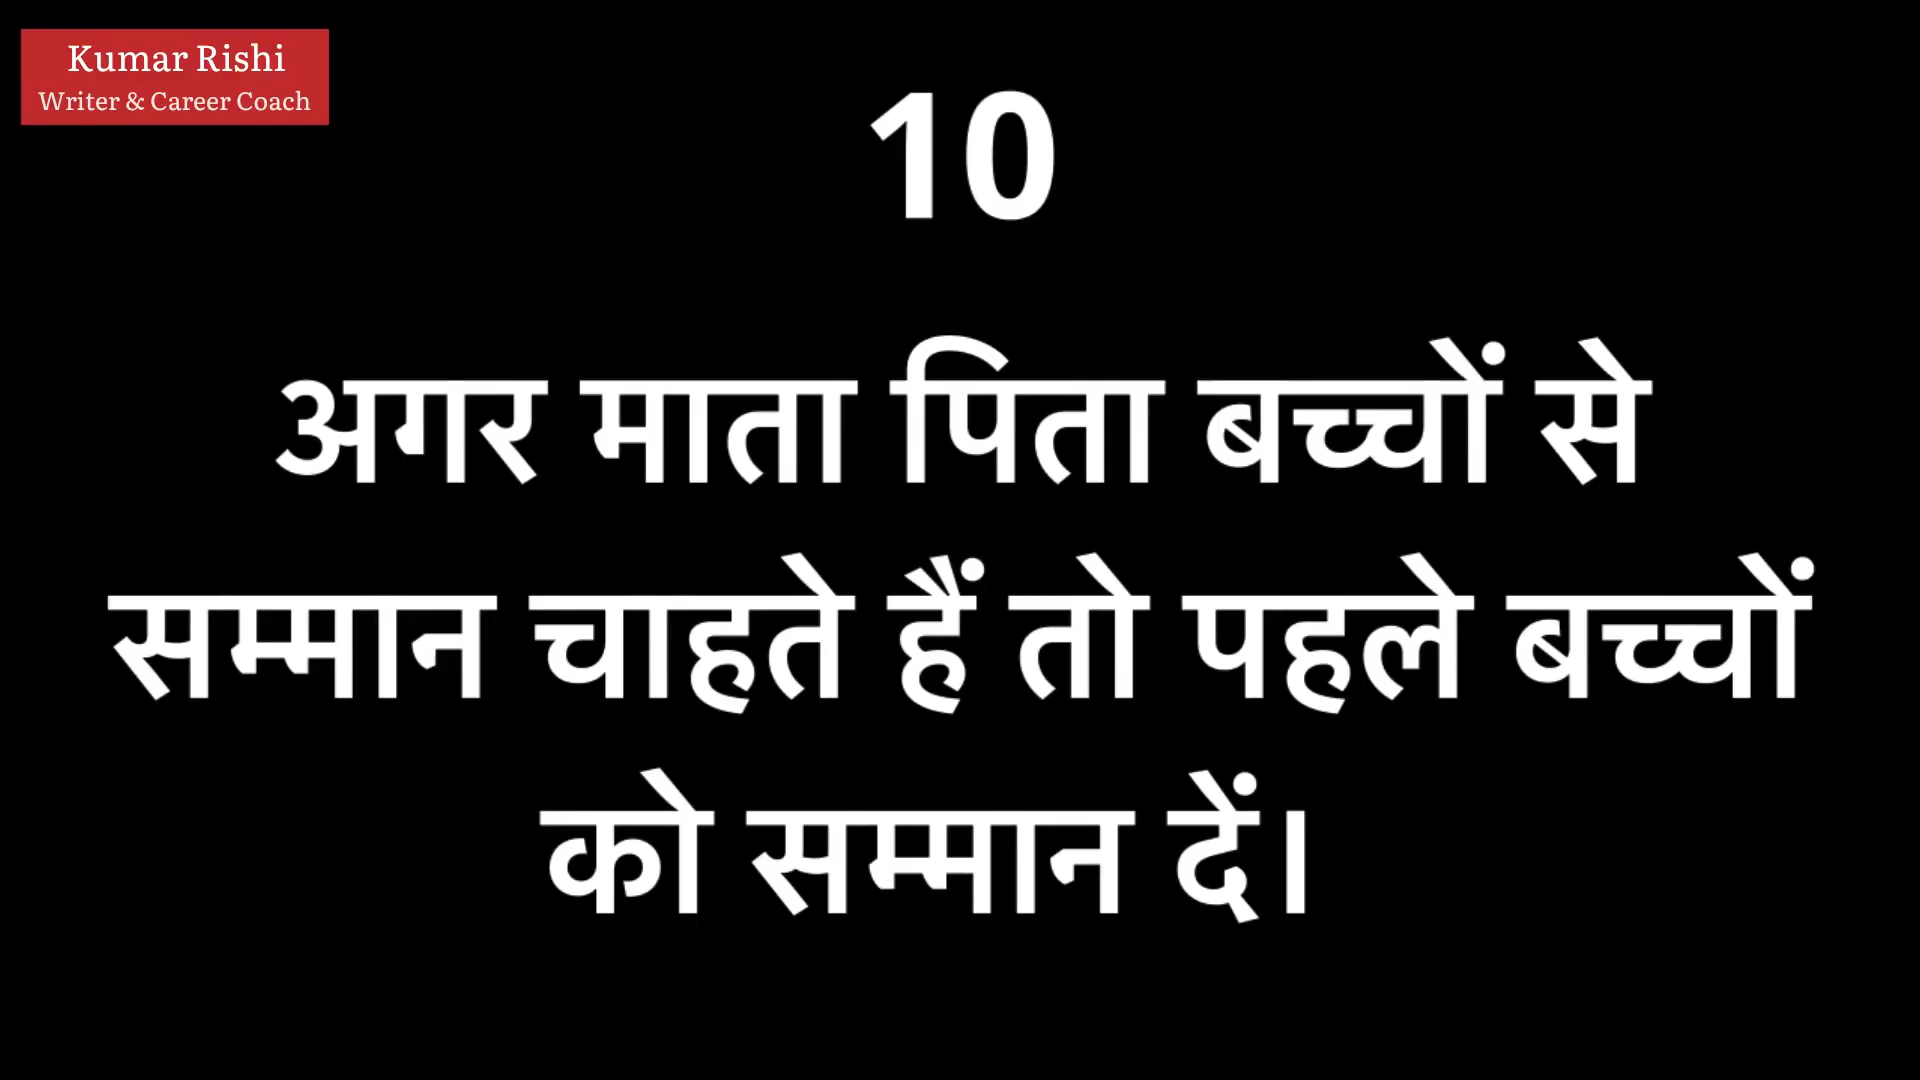 Kumar Rishi
Writer & Career Coach
10
अगर माता पिता बच्चों से
सम्मान चाहते हैं तो पहले बच्चों
को सम्मान दें।